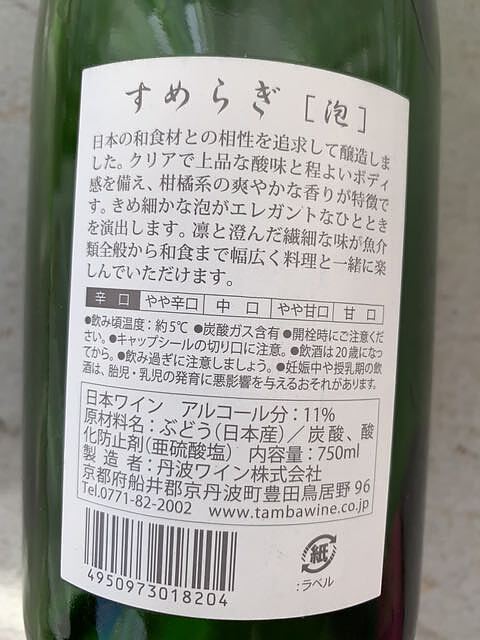 すめらぎ［泡］
日本の和食材との相性を追求して醸造しま
した。クリアで上品な酸味と程よいボディ
感を備え、柑橘系の爽やかな香りが特徴で
す。きめ細かな泡がエレガントなひととき
を演出します。凛と澄んだ繊細な味が魚介
類全般から和食まで幅広く料理と一緒に楽
しんでいただけます。
辛口 やや辛口 中口 やや甘口 甘口
●飲み頃温度：約5℃ ●炭酸ガス含有 ●開栓時にご注意くださ
い。●キャップシールの切り口に注意。●飲酒は20歳になっ
てから。●飲み過ぎに注意しましょう。●妊娠中や授乳期の飲
酒は、胎児・乳児の発育に悪影響を与えるおそれがあります。
日本ワイン アルコール分：11%
原材料名：ぶどう（日本産）／炭酸、酸
化防止剤（亜硫酸塩） 内容量：750ml
製造者：丹波ワイン株式会社
京都府船井郡京丹波町豊田鳥居野96
Tel.0771-82-2002 www.tambawine.co.jp
4950973018204
紙
：ラベル